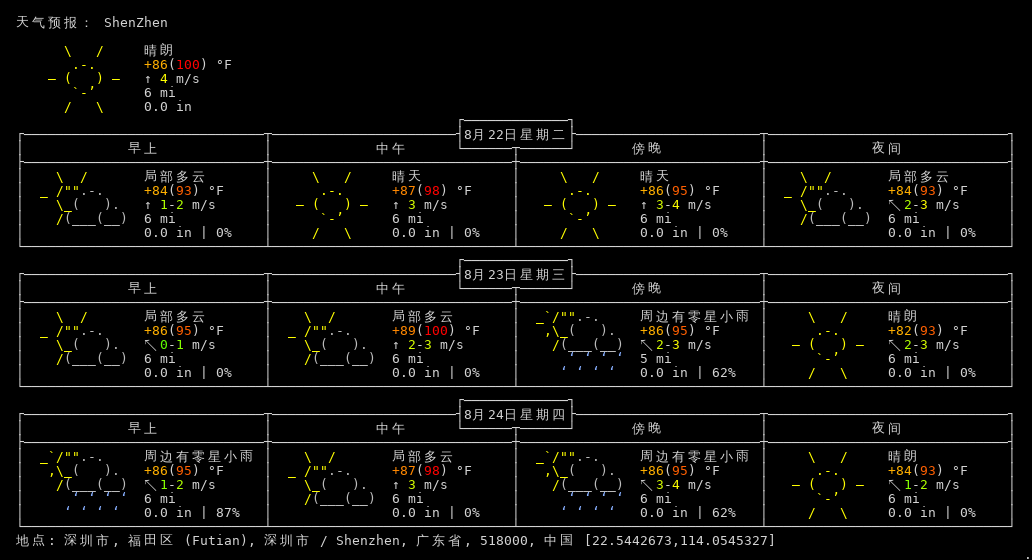 天气预报： ShenZhen
晴朗
+86(100) °F
↑ 4 m/s
6 mi
0.0 in
8月22日星期二
早上 中午 傍晚 夜间
局部多云 晴天 晴天 局部多云
+84(93) °F +87(98) °F +86(95) °F +84(93) °F
↑ 1-2 m/s ↑ 3 m/s ↑ 3-4 m/s ↖ 2-3 m/s
6 mi 6 mi 6 mi 6 mi
0.0 in | 0% 0.0 in | 0% 0.0 in | 0% 0.0 in | 0%
8月23日星期三
早上 中午 傍晚 夜间
局部多云 局部多云 周边有零星小雨 晴朗
+86(95) °F +89(100) °F +86(95) °F +82(93) °F
↖ 0-1 m/s ↑ 2-3 m/s ↖ 2-3 m/s ↖ 2-3 m/s
6 mi 6 mi 5 mi 6 mi
0.0 in | 0% 0.0 in | 0% 0.0 in | 62% 0.0 in | 0%
8月24日星期四
早上 中午 傍晚 夜间
周边有零星小雨 局部多云 周边有零星小雨 晴朗
+86(95) °F +87(98) °F +86(95) °F +84(93) °F
↖ 1-2 m/s ↑ 3 m/s ↖ 3-4 m/s ↖ 1-2 m/s
6 mi 6 mi 6 mi 6 mi
0.0 in | 87% 0.0 in | 0% 0.0 in | 62% 0.0 in | 0%
地点: 深圳市, 福田区 (Futian), 深圳市 / Shenzhen, 广东省, 518000, 中国 [22.5442673,114.0545327]